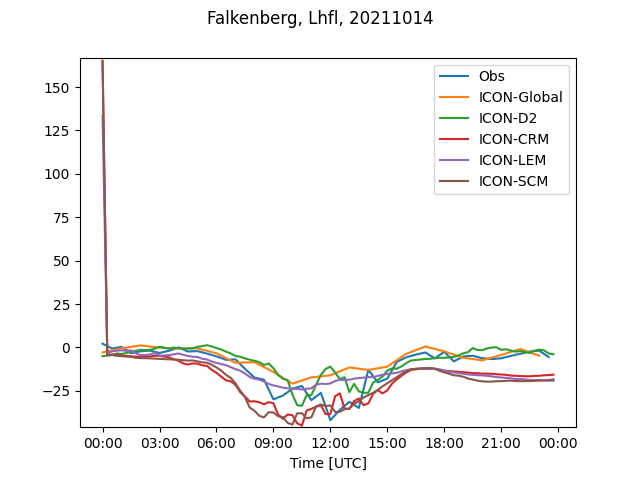 Falkenberg, Lhfl, 20211014
Obs
ICON-Global
ICON-D2
ICON-CRM
ICON-LEM
ICON-SCM
150
125
100
75
50
25
0
−25
00:00 03:00 06:00 09:00 12:00 15:00 18:00 21:00 00:00
Time [UTC]